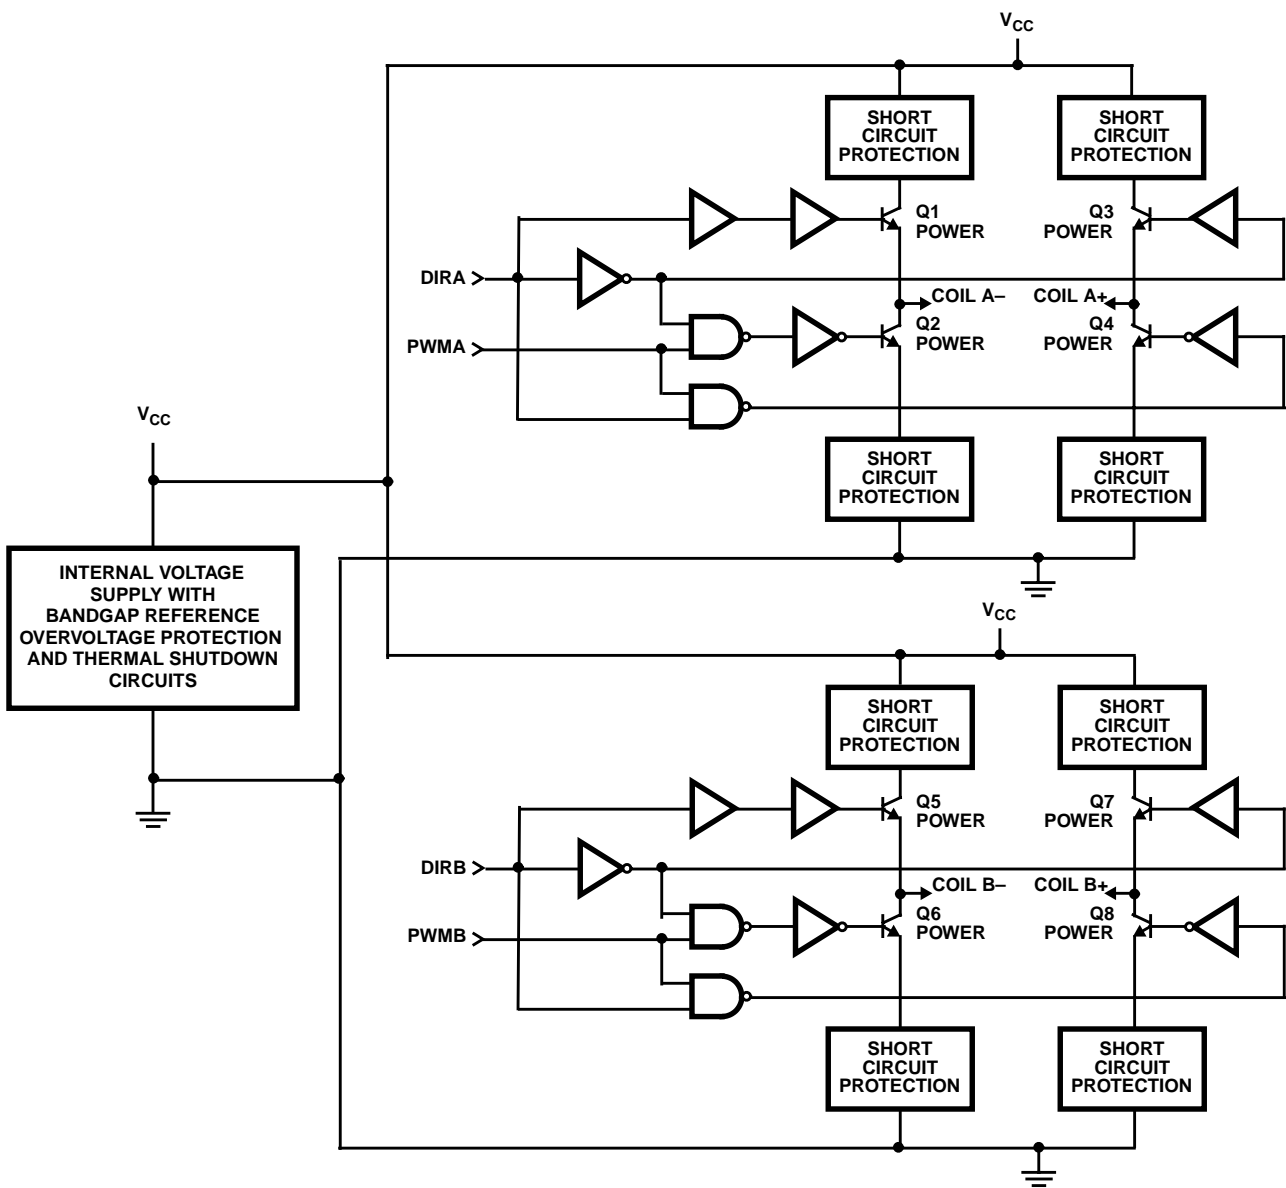 VCC
SHORT
CIRCUIT
PROTECTION
SHORT
CIRCUIT
PROTECTION
Q1
POWER
Q3
POWER
DIRA
COIL A–
COIL A+
Q2
POWER
Q4
POWER
PWMA
VCC
SHORT
CIRCUIT
PROTECTION
SHORT
CIRCUIT
PROTECTION
INTERNAL VOLTAGE
SUPPLY WITH
BANDGAP REFERENCE
OVERVOLTAGE PROTECTION
AND THERMAL SHUTDOWN
CIRCUITS
VCC
SHORT
CIRCUIT
PROTECTION
SHORT
CIRCUIT
PROTECTION
Q5
POWER
Q7
POWER
DIRB
COIL B–
COIL B+
Q6
POWER
Q8
POWER
PWMB
SHORT
CIRCUIT
PROTECTION
SHORT
CIRCUIT
PROTECTION